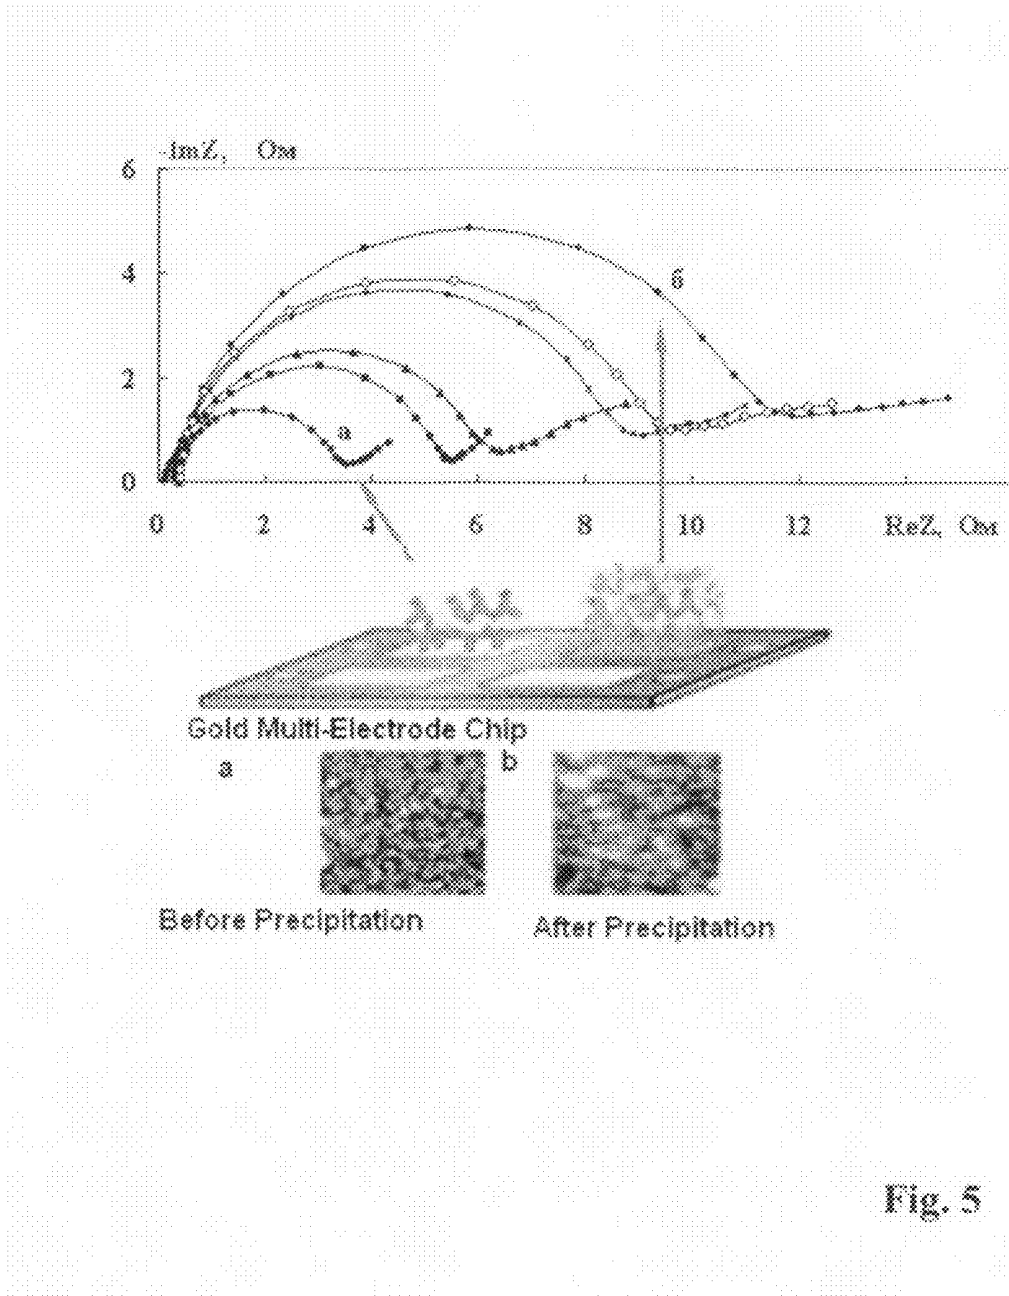 -ImZ, Ом
6
4
2
0
б
а
0 2 4 6 8 10 12 ReZ, Ом
Gold Multi-Electrode Chip
a
b
Before Precipitation
After Precipitation
Fig. 5